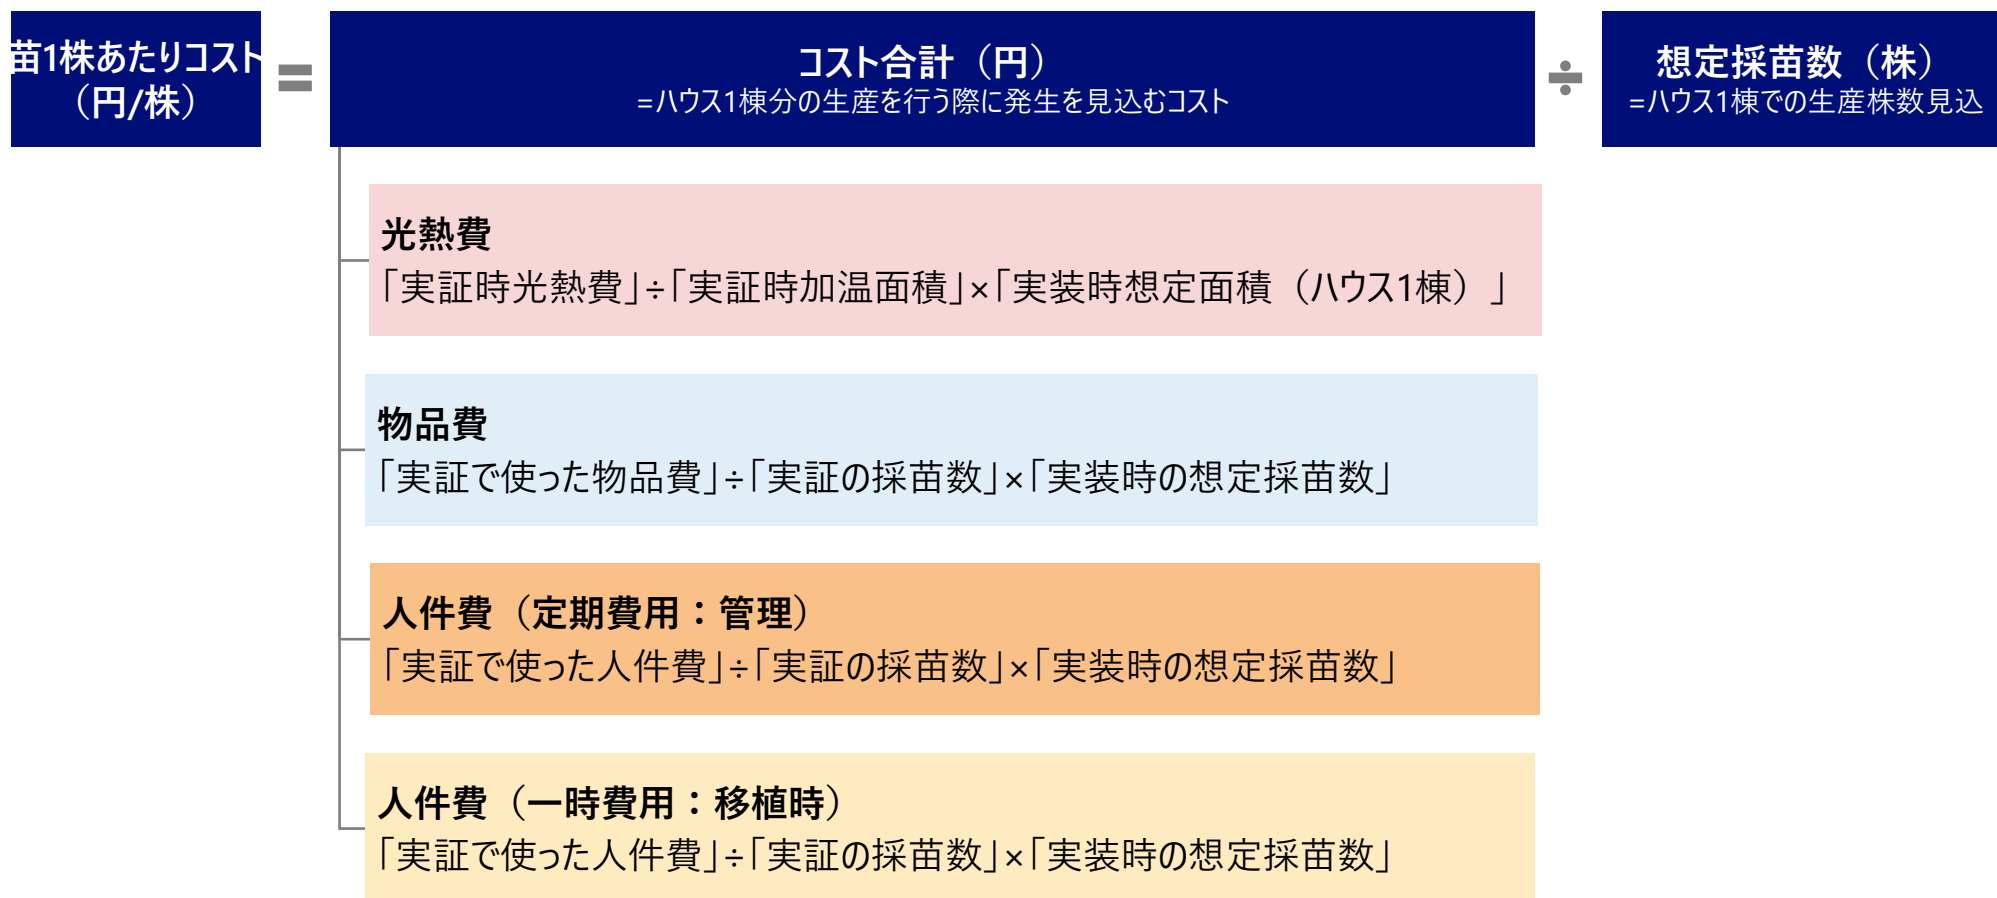 苗1株あたりコスト
（円/株）
＝
コスト合計（円）
=ハウス1棟分の生産を行う際に発生を見込むコスト
÷
想定採苗数（株）
=ハウス1棟での生産株数見込
光熱費
「実証時光熱費」÷「実証時加温面積」×「実装時想定面積（ハウス1棟）」
物品費
「実証で使った物品費」÷「実証の採苗数」×「実装時の想定採苗数」
人件費（定期費用：管理）
「実証で使った人件費」÷「実証の採苗数」×「実装時の想定採苗数」
人件費（一時費用：移植時）
「実証で使った人件費」÷「実証の採苗数」×「実装時の想定採苗数」